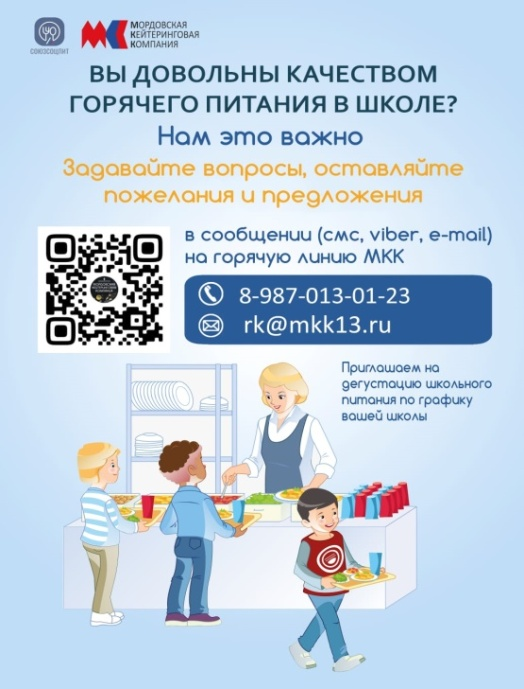 СОЮЗСОЦПИТ
МКК
МОРДОВСКАЯ
КЕЙТЕРИНГОВАЯ
КОМПАНИЯ
ВЫ ДОВОЛЬНЫ КАЧЕСТВОМ
ГОРЯЧЕГО ПИТАНИЯ В ШКОЛЕ?
Нам это важно
Задавайте вопросы, оставляйте
пожелания и предложения
в сообщении (смс, viber, e-mail)
на горячую линию МКК
8-987-013-01-23
rk@mkk13.ru
Приглашаем на
дегустацию школьного
питания по графику
вашей школы